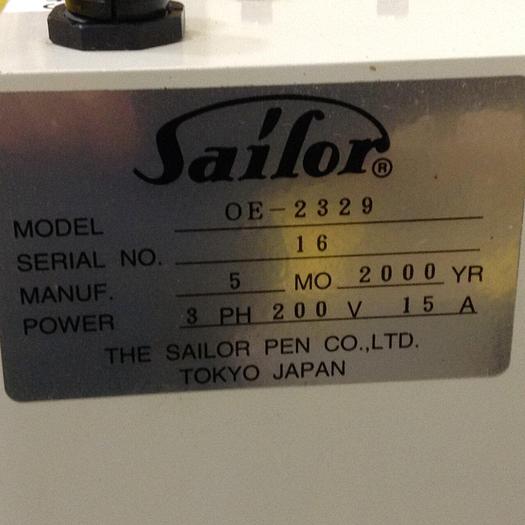 Sailor®
MODEL OE-2329
SERIAL NO. 16
MANUF. 5 MO 2000 YR
POWER 3 PH 200 V 15 A
THE SAILOR PEN CO.,LTD.
TOKYO JAPAN